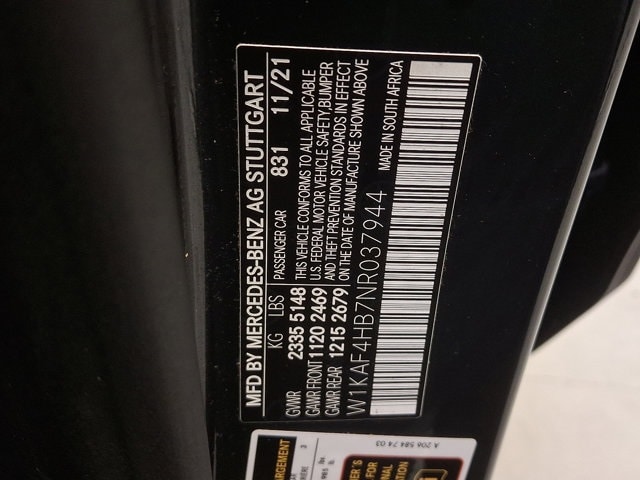 MFD BY MERCEDES-BENZ AG STUTTGART
KG LBS PASSENGER CAR 831 11/21
GVWR 2335 5148 THIS VEHICLE CONFORMS TO ALL APPLICABLE
GAWR FRONT 1120 2469 U.S. FEDERAL MOTOR VEHICLE SAFETY, BUMPER
GAWR REAR 1215 2679 AND THEFT PREVENTION STANDARDS IN EFFECT
ON THE DATE OF MANUFACTURE SHOWN ABOVE
W1KAF4HB7NR037944 MADE IN SOUTH AFRICA
A 206 584 74 03